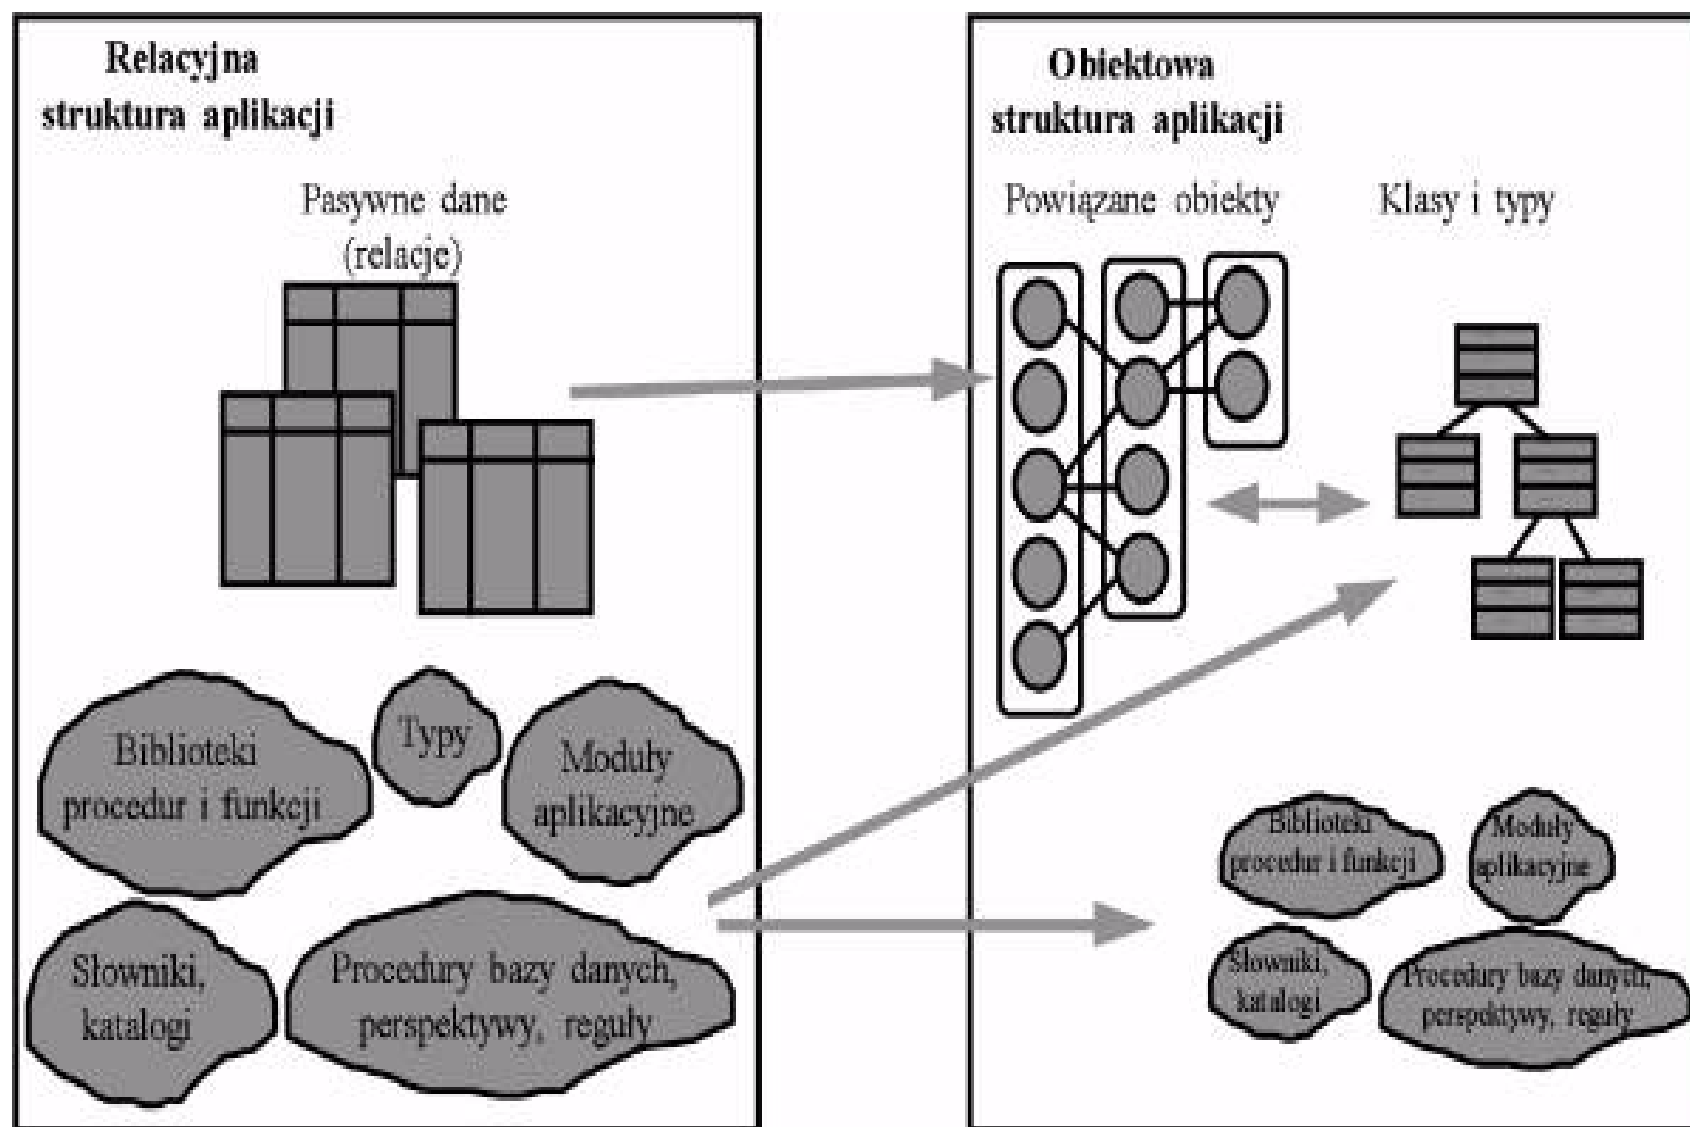 Relacyjna
struktura aplikacji
Pasywne dane
(relacje)
Biblioteki
procedur i funkcji
Typy
Moduły
aplikacyjne
Słowniki,
katalogi
Procedury bazy danych,
perspektywy, reguły
Obiektowa
struktura aplikacji
Powiązane obiekty
Klasy i typy
Biblioteki
procedur i funkcji
Moduły
aplikacyjne
Słowniki,
katalogi
Procedury bazy danych,
perspektywy, reguły